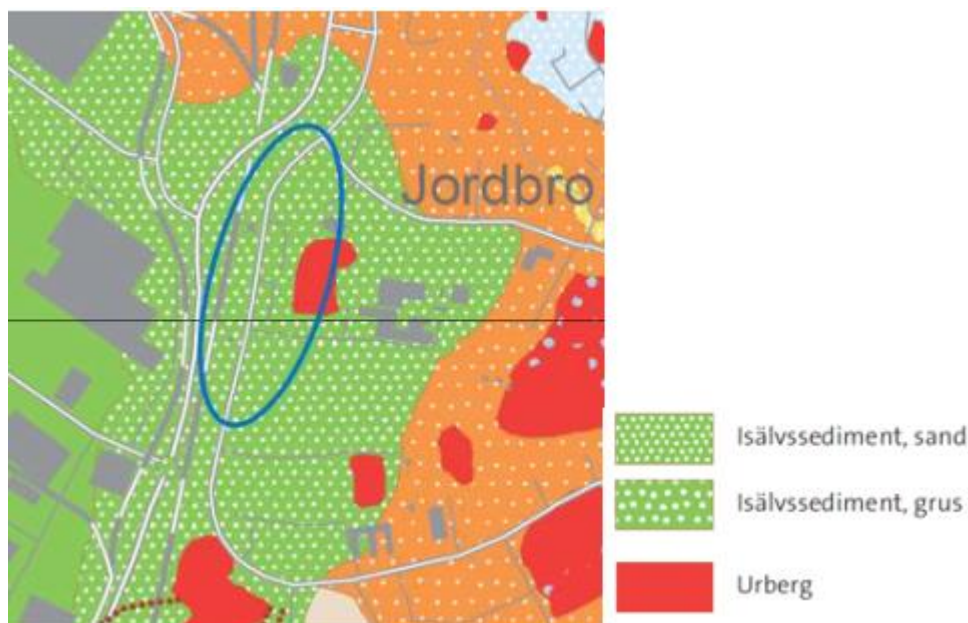 Jordbro
Isälvssediment, sand
Isälvssediment, grus
Urberg